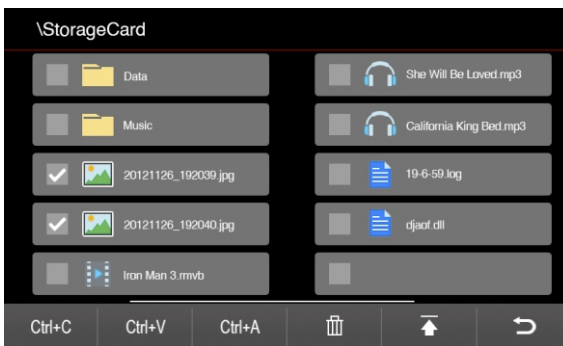 \StorageCard
Data
Music
20121126_192039.jpg
20121126_192040.jpg
Iron Man 3.rmvb
She Will Be Loved.mp3
California King Bed.mp3
19-6-59.log
djaof.dll
Ctrl+C
Ctrl+V
Ctrl+A